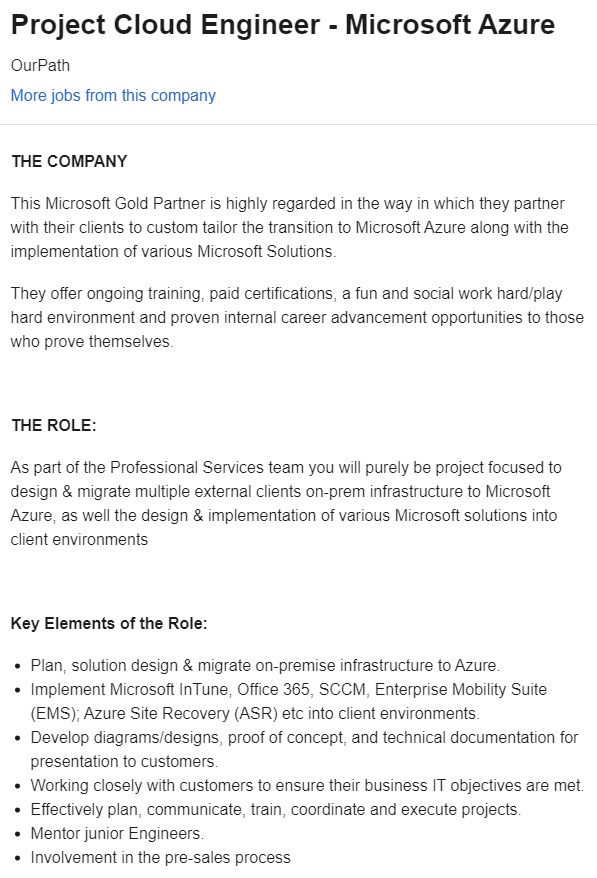 Project Cloud Engineer - Microsoft Azure
OurPath
More jobs from this company
THE COMPANY
This Microsoft Gold Partner is highly regarded in the way in which they partner
with their clients to custom tailor the transition to Microsoft Azure along with the
implementation of various Microsoft Solutions.
They offer ongoing training, paid certifications, a fun and social work hard/play
hard environment and proven internal career advancement opportunities to those
who prove themselves.
THE ROLE:
As part of the Professional Services team you will purely be project focused to
design & migrate multiple external clients on-prem infrastructure to Microsoft
Azure, as well the design & implementation of various Microsoft solutions into
client environments
Key Elements of the Role:
• Plan, solution design & migrate on-premise infrastructure to Azure.
• Implement Microsoft InTune, Office 365, SCCM, Enterprise Mobility Suite
(EMS); Azure Site Recovery (ASR) etc into client environments.
• Develop diagrams/designs, proof of concept, and technical documentation for
presentation to customers.
• Working closely with customers to ensure their business IT objectives are met.
• Effectively plan, communicate, train, coordinate and execute projects.
• Mentor junior Engineers.
• Involvement in the pre-sales process